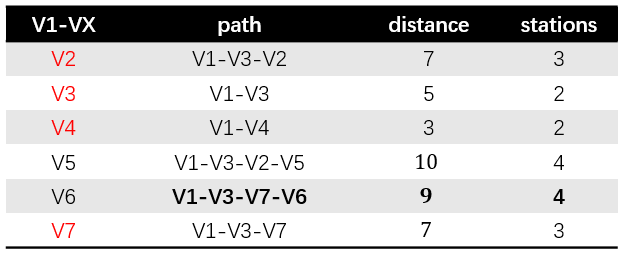 V1-VX path distance stations
V2 V1-V3-V2 7 3
V3 V1-V3 5 2
V4 V1-V4 3 2
V5 V1-V3-V2-V5 10 4
V6 V1-V3-V7-V6 9 4
V7 V1-V3-V7 7 3